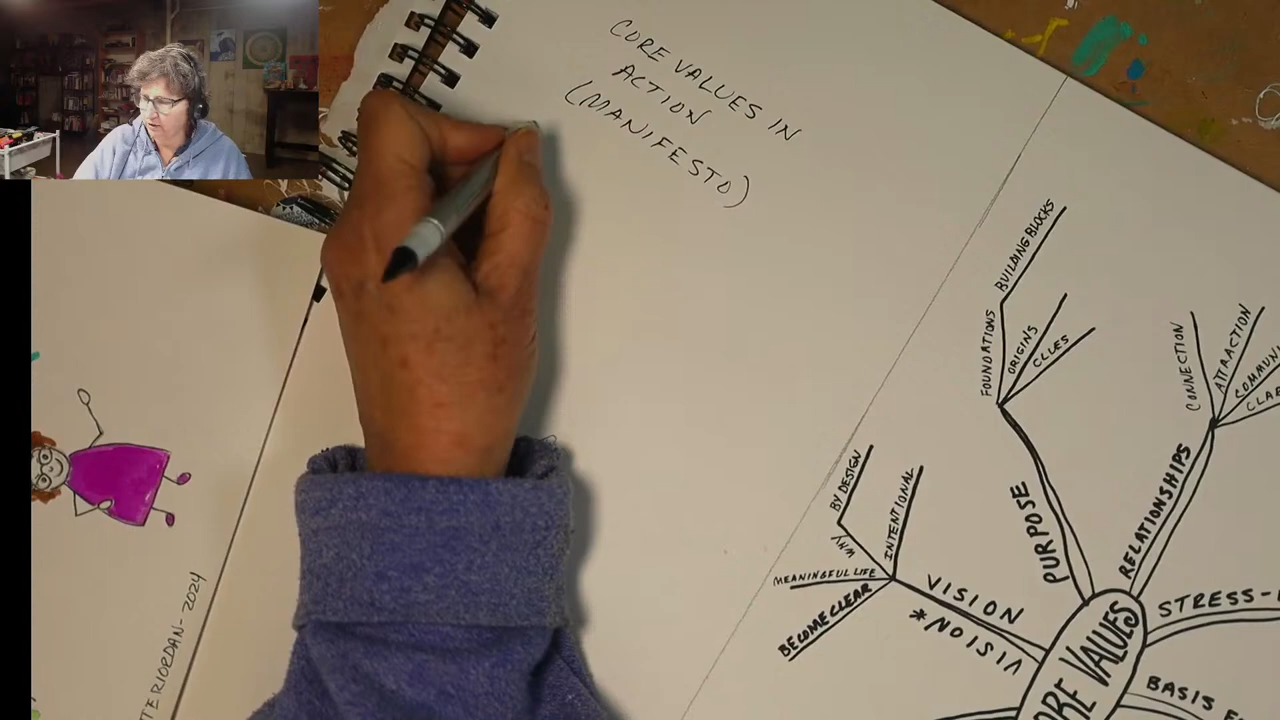 CORE VALUES IN
ACTION
(MANIFESTO)
BUILDING BLOCKS
FOUNDATIONS
ORIGINS
CLUES
CONNECTION
ATTRACTION
BY DESIGN
WHY
INTENTIONAL
MEANINGFUL LIFE
BECOME CLEAR
PURPOSE
RELATIONSHIPS
VISION
VISION*
STRESS-
CORE VALUES
BASIS
RIORDAN-2024